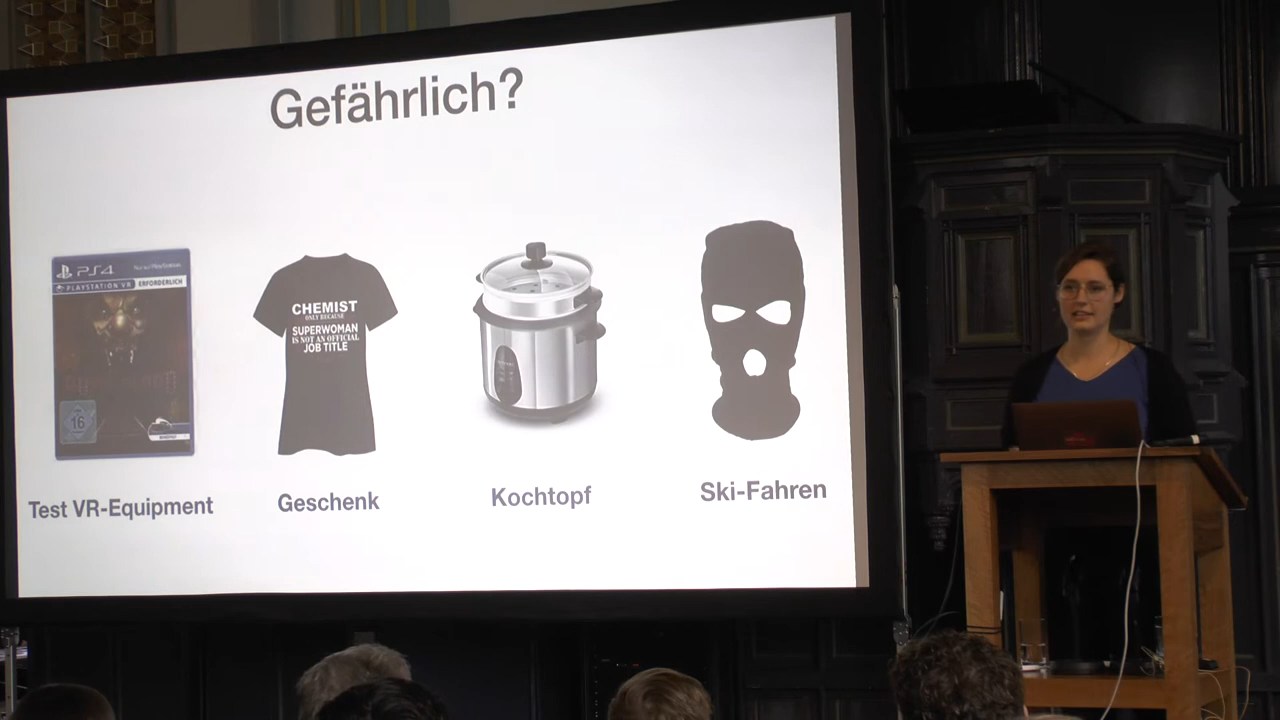 Gefährlich?
PS4
PLAYSTATION VR
ERFORDERLICH
16
CHEMIST
ONLY BECAUSE
SUPERWOMAN
IS NOT AN OFFICIAL
JOB TITLE
Test VR-Equipment
Geschenk
Kochtopf
Ski-Fahren